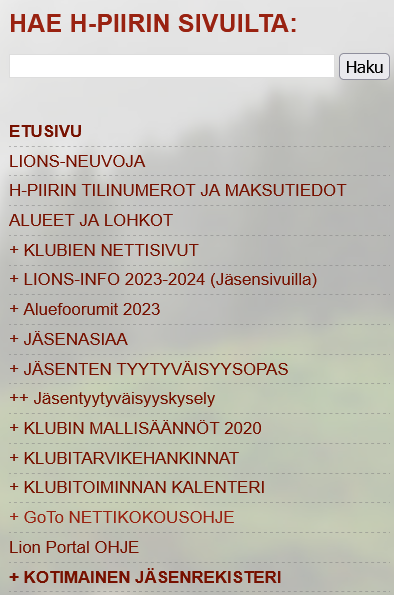 HAE H-PIIRIN SIVUILTA:
Haku
ETUSIVU
LIONS-NEUVOJA
H-PIIRIN TILINUMEROT JA MAKSUTIEDOT
ALUEET JA LOHKOT
+ KLUBIEN NETTISIVUT
+ LIONS-INFO 2023-2024 (Jäsensivuilla)
+ Aluefoorumit 2023
+ JÄSENASIAA
+ JÄSENTEN TYYTYVÄISYYSOPAS
++ Jäsentyytyväisyyskysely
+ KLUBIN MALLISÄÄNNÖT 2020
+ KLUBITARVIKEHANKINNAT
+ KLUBITOIMINNAN KALENTERI
+ GoTo NETTIKOKOUSOHJE
Lion Portal OHJE
+ KOTIMAINEN JÄSENREKISTERI